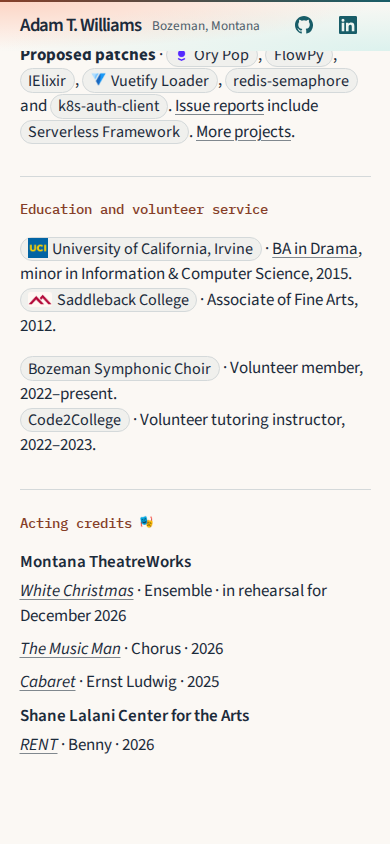 Adam T. Williams Bozeman, Montana
Proposed patches · Ory Pop, FlowPy,
IElixir, Vuetify Loader, redis-semaphore
and k8s-auth-client. Issue reports include
Serverless Framework. More projects.
Education and volunteer service
UCI University of California, Irvine · BA in Drama,
minor in Information & Computer Science, 2015.
Saddleback College · Associate of Fine Arts,
2012.
Bozeman Symphonic Choir · Volunteer member,
2022–present.
Code2College · Volunteer tutoring instructor,
2022–2023.
Acting credits
Montana TheatreWorks
White Christmas · Ensemble · in rehearsal for
December 2026
The Music Man · Chorus · 2026
Cabaret · Ernst Ludwig · 2025
Shane Lalani Center for the Arts
RENT · Benny · 2026